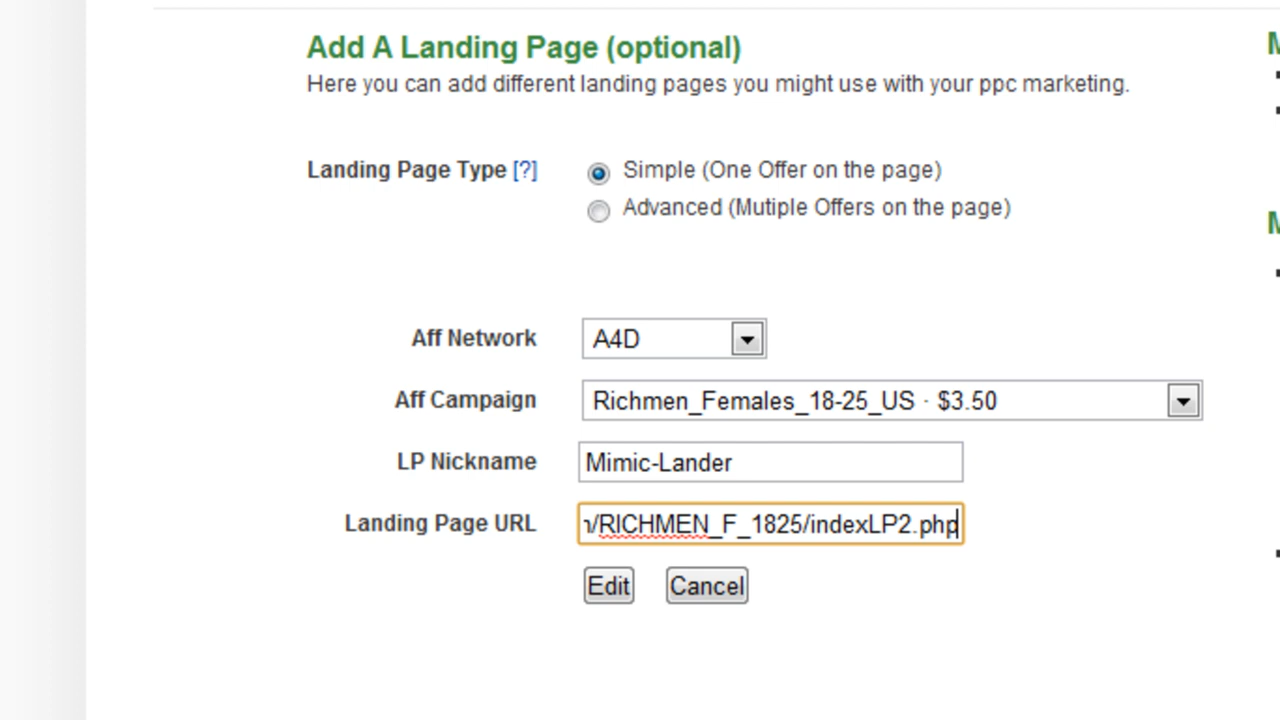 Add A Landing Page (optional)
Here you can add different landing pages you might use with your ppc marketing.
Landing Page Type [?]
Simple (One Offer on the page)
Advanced (Mutiple Offers on the page)
Aff Network A4D
Aff Campaign Richmen_Females_18-25_US · $3.50
LP Nickname Mimic-Lander
Landing Page URL /RICHMEN_F_1825/indexLP2.php
Edit Cancel